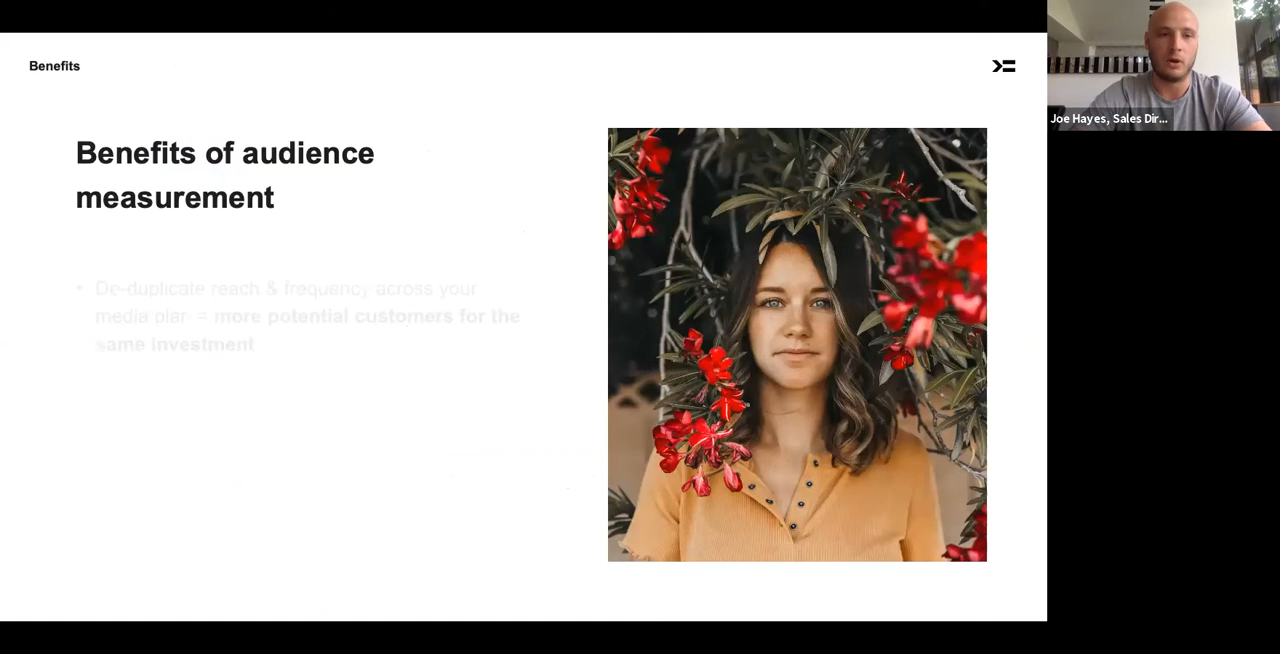 Benefits
Benefits of audience
measurement
• De-duplicate reach & frequency across your
media plan = more potential customers for the
same investment
Joe Hayes, Sales Dir...